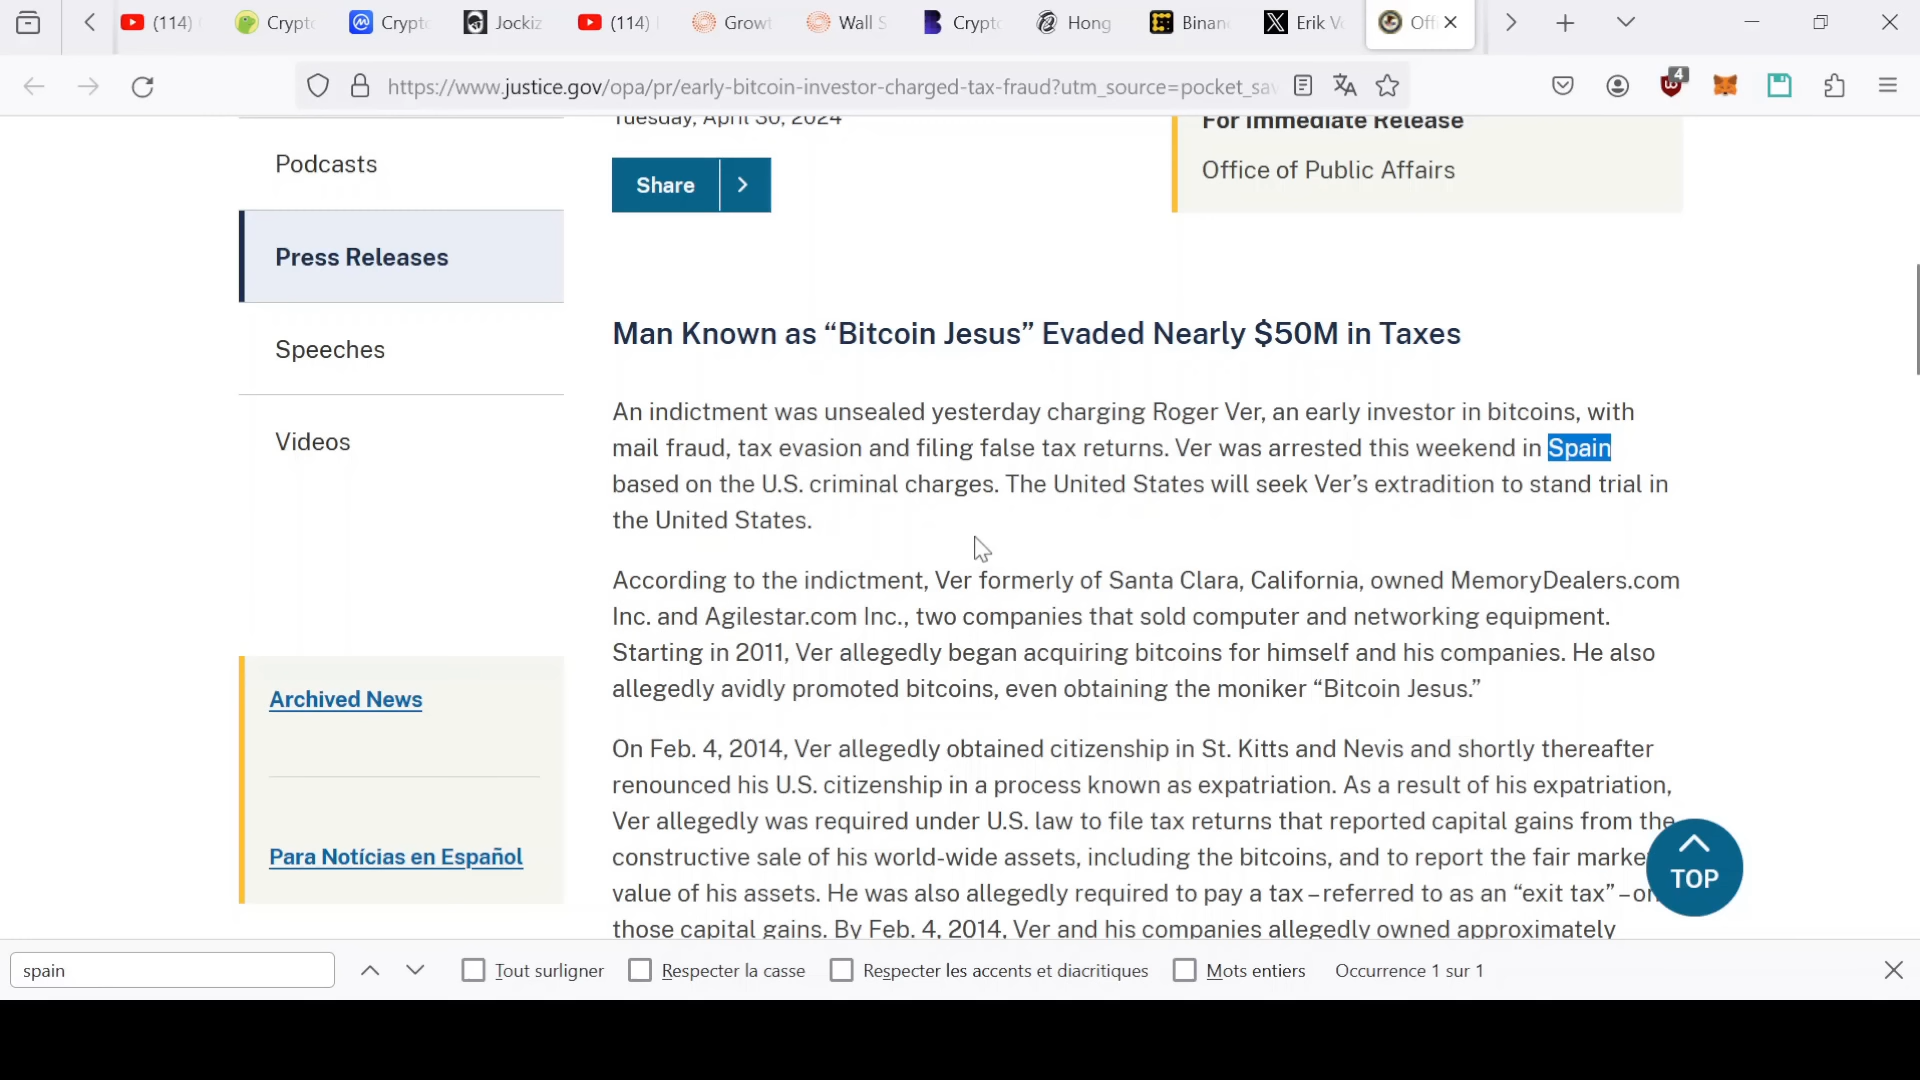 (114)
Crypto
Crypte
Jockiz
(114)
Growt
Wall S
Crypto
Hong
Binan
Erik Ve
Offi
https://www.justice.gov/opa/pr/early-bitcoin-investor-charged-tax-fraud?utm_source=pocket_sav
4
Tuesday, April 30, 2024
For Immediate Release
Podcasts
Office of Public Affairs
Share
Press Releases
Man Known as “Bitcoin Jesus” Evaded Nearly $50M in Taxes
Speeches
An indictment was unsealed yesterday charging Roger Ver, an early investor in bitcoins, with
mail fraud, tax evasion and filing false tax returns. Ver was arrested this weekend in Spain
Videos
based on the U.S. criminal charges. The United States will seek Ver’s extradition to stand trial in
the United States.
According to the indictment, Ver formerly of Santa Clara, California, owned MemoryDealers.com
Inc. and Agilestar.com Inc., two companies that sold computer and networking equipment.
Starting in 2011, Ver allegedly began acquiring bitcoins for himself and his companies. He also
allegedly avidly promoted bitcoins, even obtaining the moniker “Bitcoin Jesus.”
Archived News
On Feb. 4, 2014, Ver allegedly obtained citizenship in St. Kitts and Nevis and shortly thereafter
renounced his U.S. citizenship in a process known as expatriation. As a result of his expatriation,
Ver allegedly was required under U.S. law to file tax returns that reported capital gains from the
constructive sale of his world-wide assets, including the bitcoins, and to report the fair marke
Para Notícias en Español
value of his assets. He was also allegedly required to pay a tax – referred to as an “exit tax” – on
those capital gains. By Feb. 4, 2014, Ver and his companies allegedly owned approximately
TOP
spain
Tout surligner
Respecter la casse
Respecter les accents et diacritiques
Mots entiers
Occurrence 1 sur 1